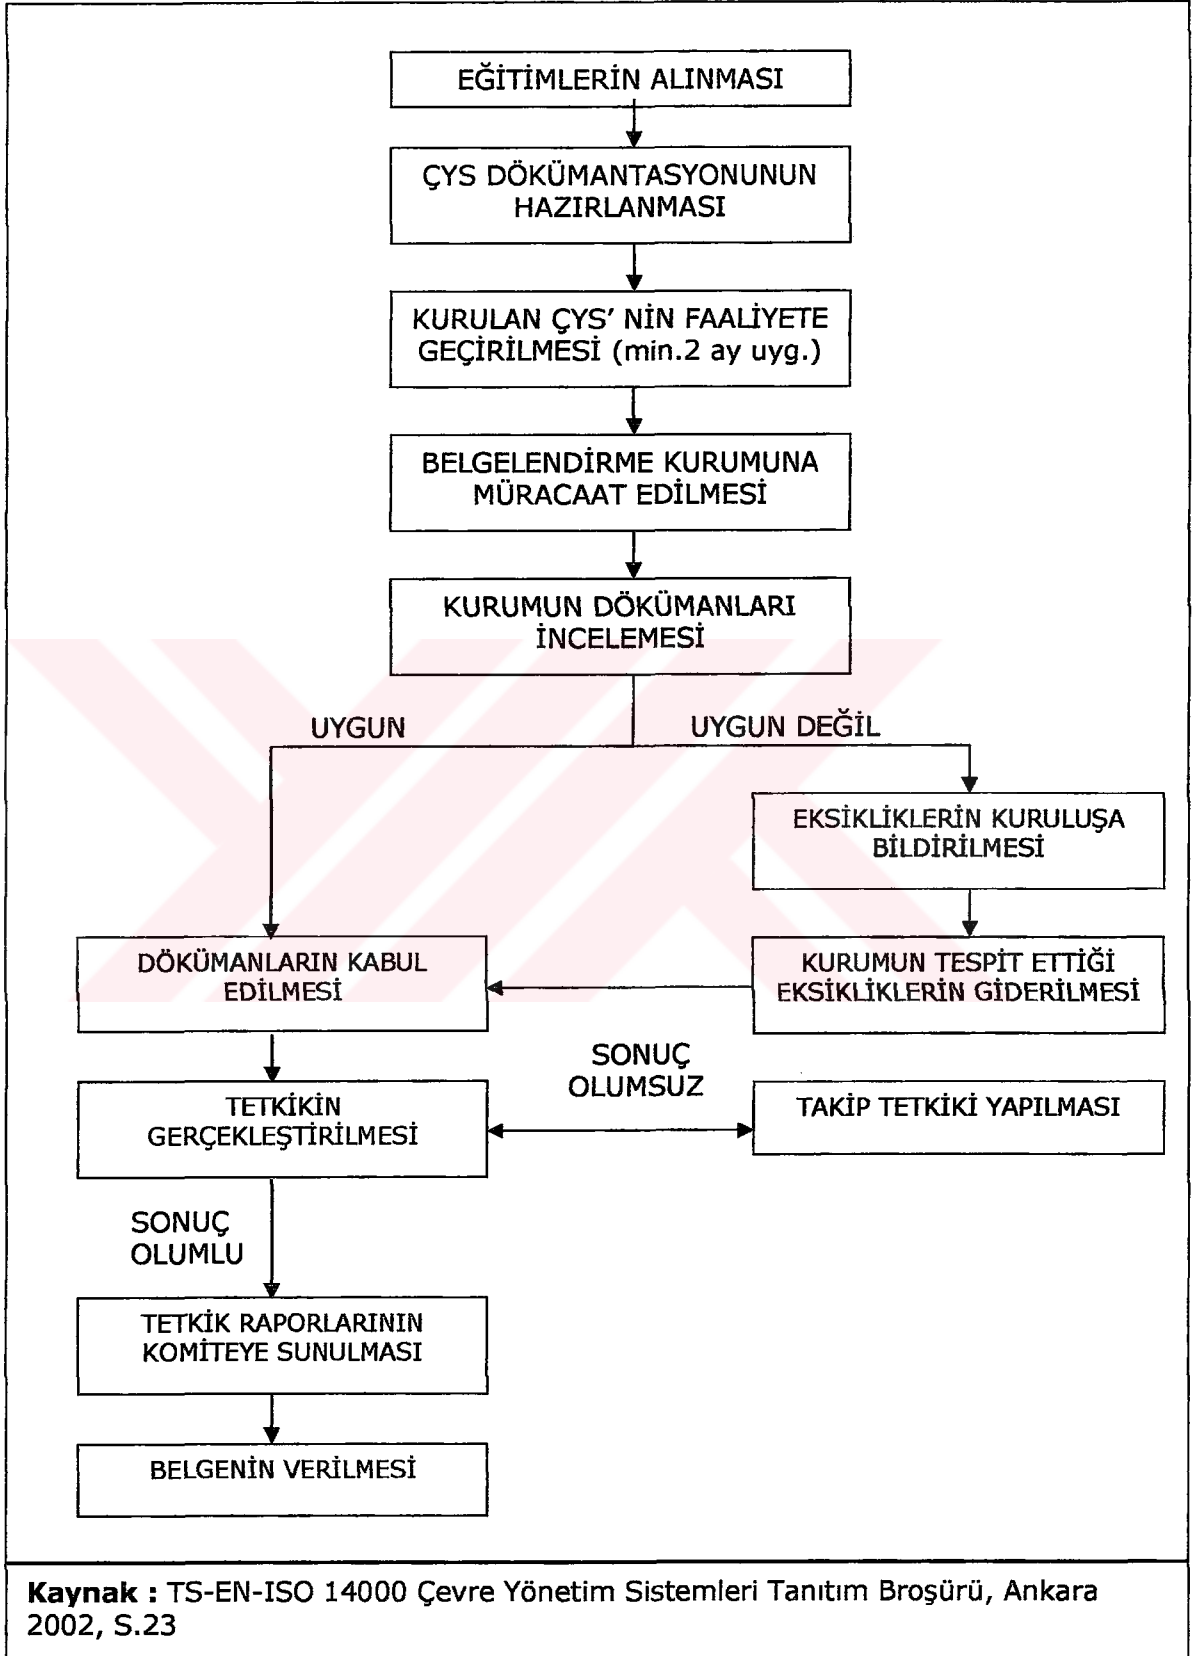 EĞİTİMLERİN ALINMASI
ÇYS DÖKÜMANTASYONUNUN
HAZIRLANMASI
KURULAN ÇYS' NİN FAALİYETE
GEÇİRİLMESİ (min.2 ay uyg.)
BELGELENDİRME KURUMUNA
MÜRACAAT EDİLMESİ
KURUMUN DÖKÜMANLARI
İNCELEMESİ
UYGUN
UYGUN DEĞİL
EKSİKLİKLERİN KURULUŞA
BİLDİRİLMESİ
DÖKÜMANLARIN KABUL
EDİLMESİ
KURUMUN TESPİT ETTİĞİ
EKSİKLİKLERİN GİDERİLMESİ
SONUÇ
OLUMSUZ
TETKİKİN
GERÇEKLEŞTİRİLMESİ
TAKİP TETKİKİ YAPILMASI
SONUÇ
OLUMLU
TETKİK RAPORLARININ
KOMİTEYE SUNULMASI
BELGENİN VERİLMESİ
Kaynak : TS-EN-ISO 14000 Çevre Yönetim Sistemleri Tanıtım Broşürü, Ankara
2002, S.23